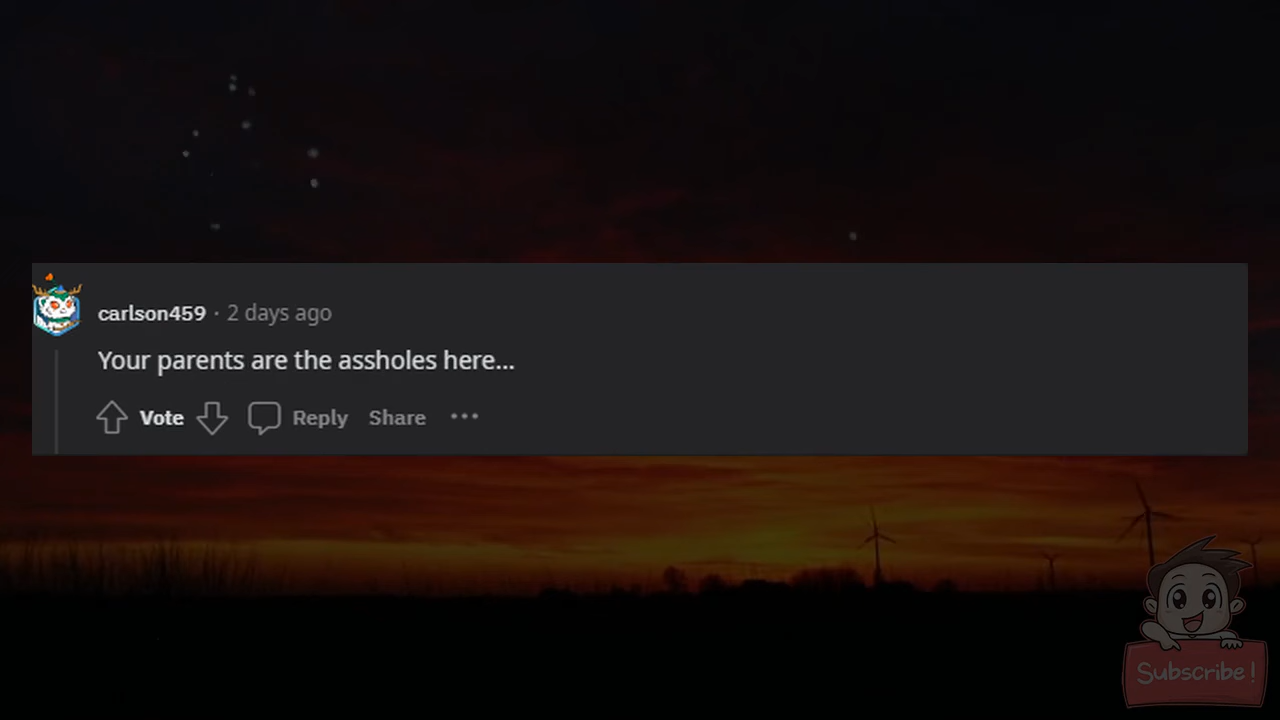 carlson459 · 2 days ago
Your parents are the assholes here...
Vote Reply Share
Subscribe!